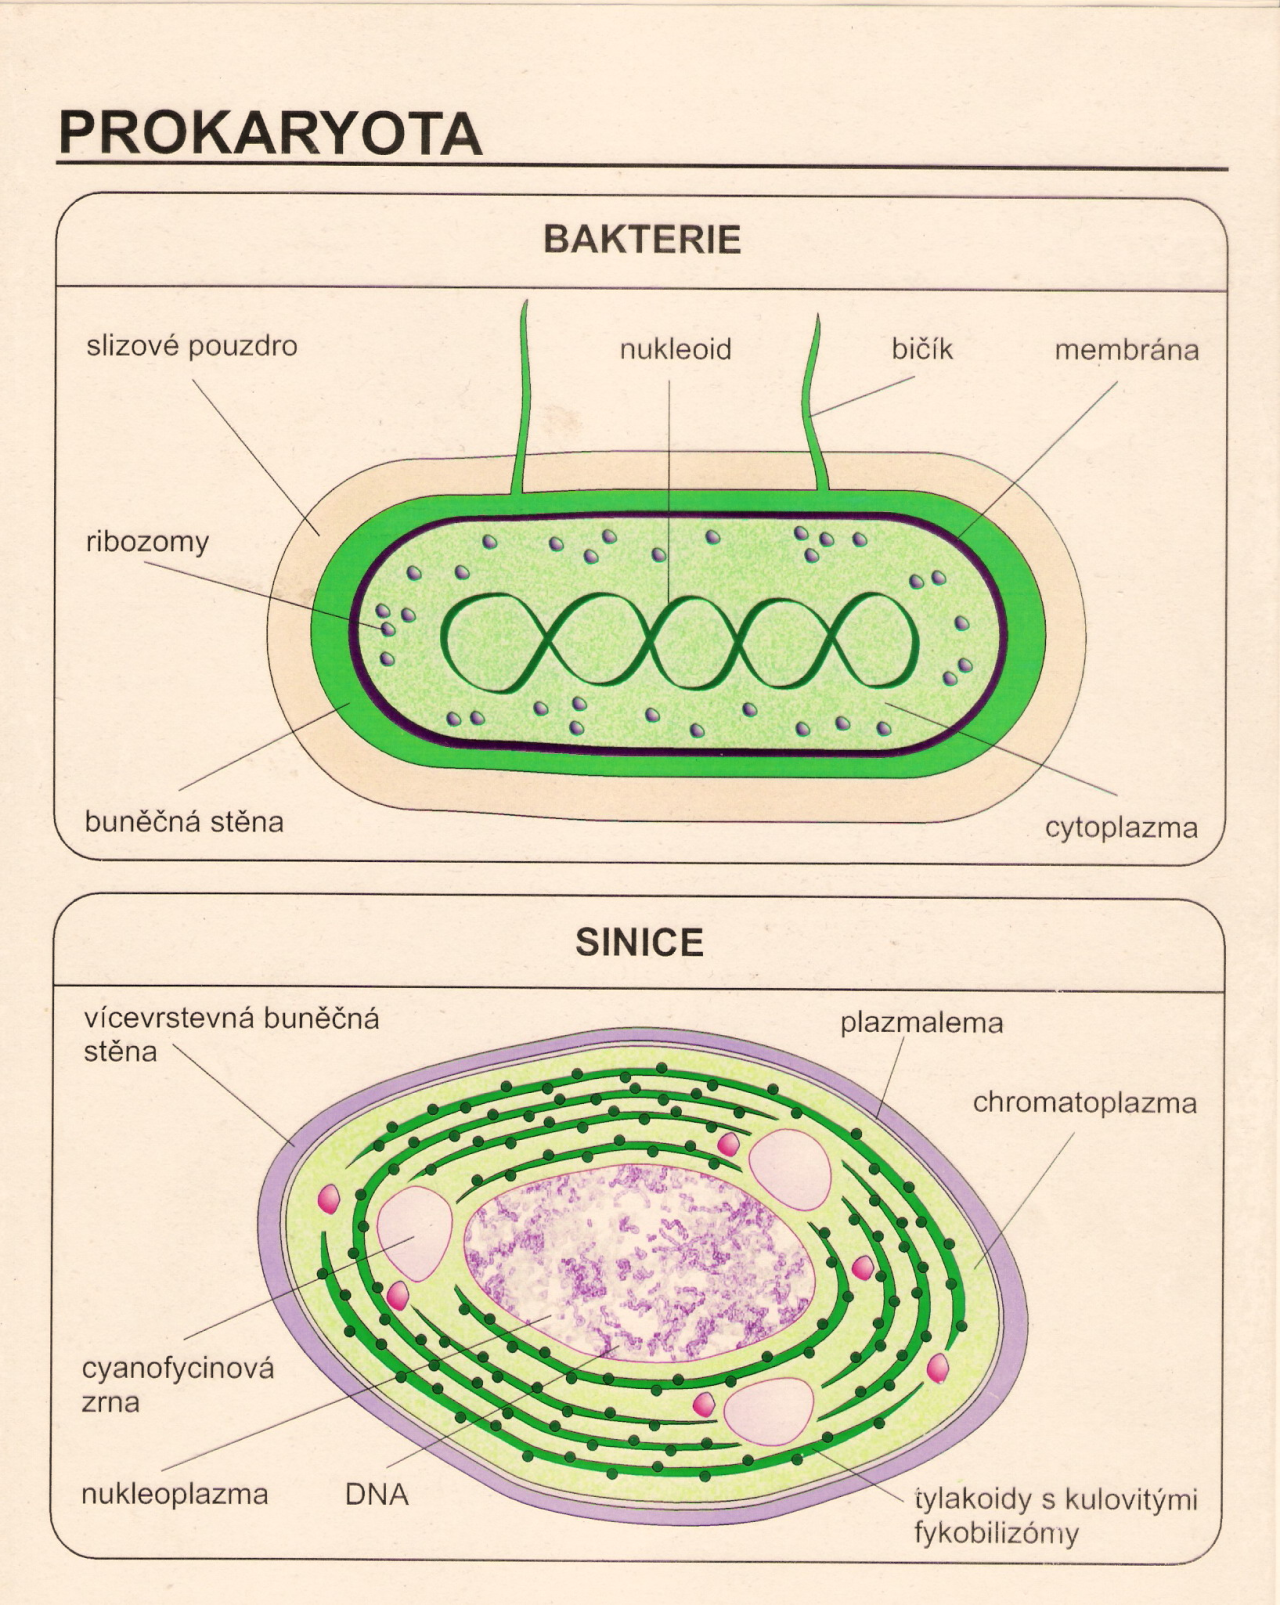 PROKARYOTA
BAKTERIE
slizové pouzdro
nukleoid
bičík
membrána
ribozomy
buněčná stěna
cytoplazma
SINICE
vícevrstevná buněčná
stěna
plazmalema
chromatoplazma
cyanofycinová
zrna
nukleoplazma
DNA
tylakoidy s kulovitými
fykobilizómy